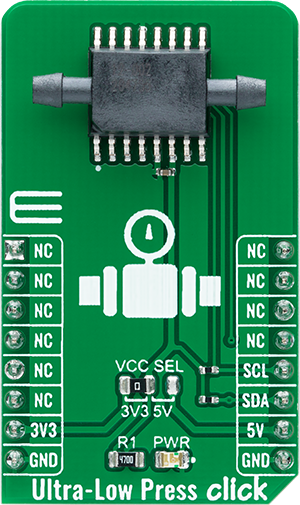 NC NC
NC NC
NC NC
NC NC
VCC SEL
NC SCL
NC SDA
3V3 5V
3V3 5V
R1 PWR
4700
GND GND
Ultra-Low Press click